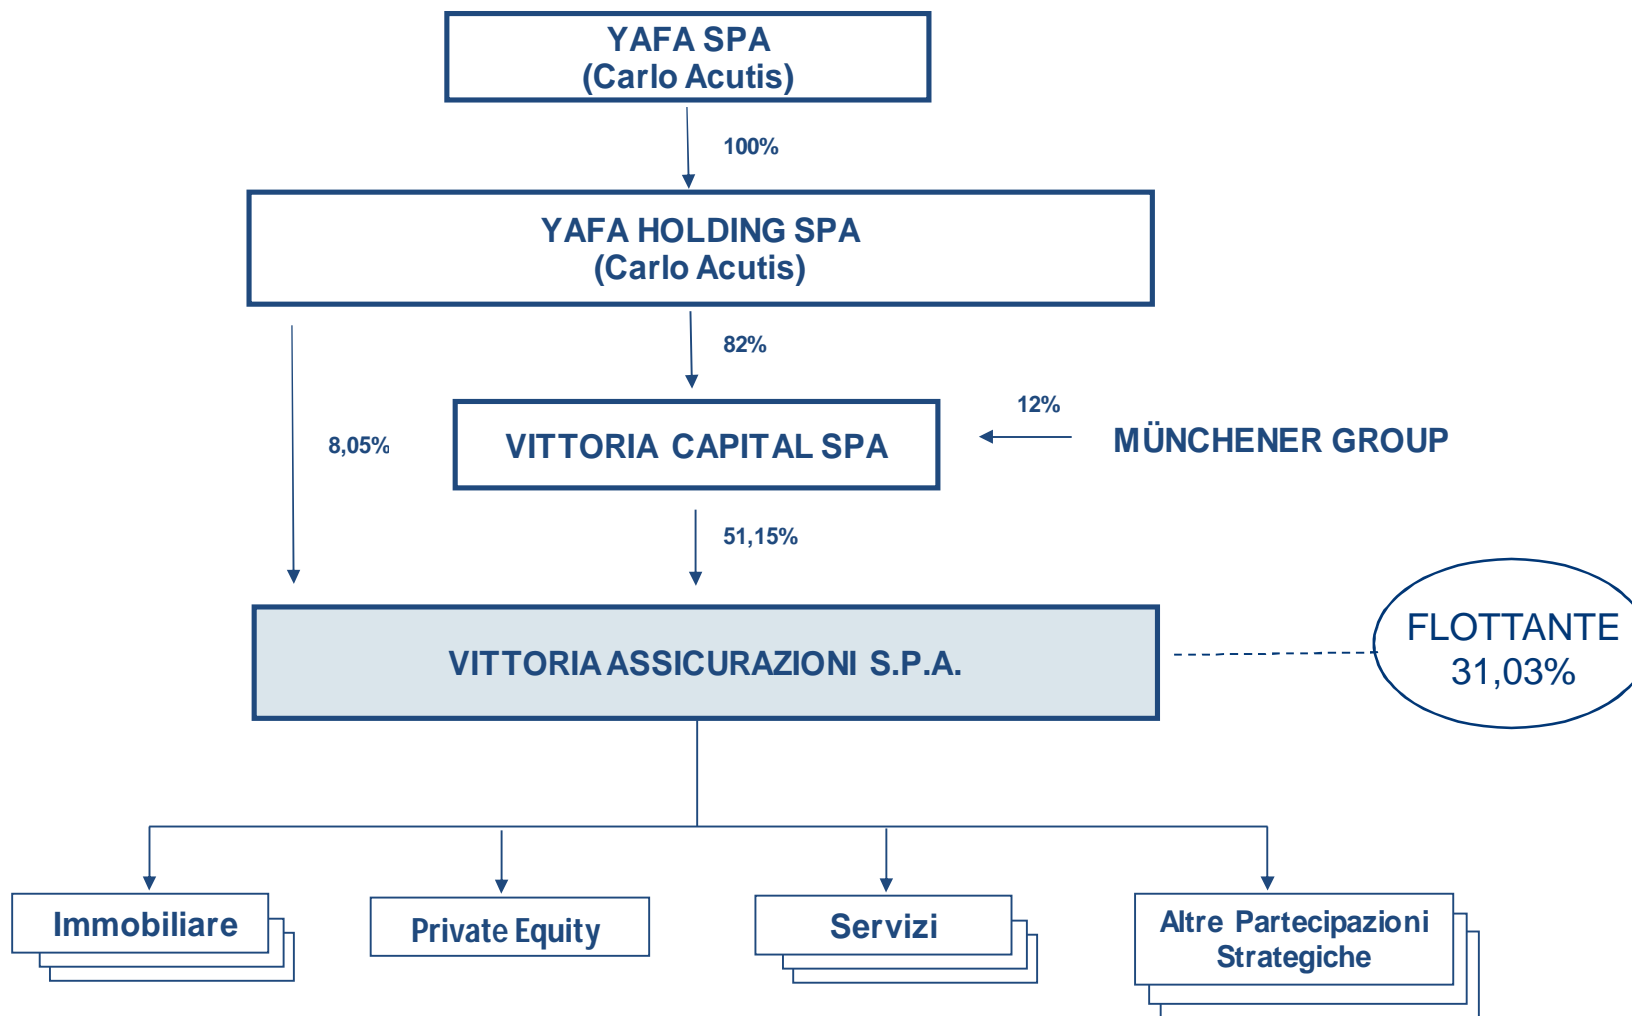 YAFA SPA
(Carlo Acutis)
100%
YAFA HOLDING SPA
(Carlo Acutis)
82%
12%
8,05%
VITTORIA CAPITAL SPA
MÜNCHENER GROUP
51,15%
FLOTTANTE
31,03%
VITTORIA ASSICURAZIONI S.P.A.
Immobiliare
Private Equity
Servizi
Altre Partecipazioni
Strategiche